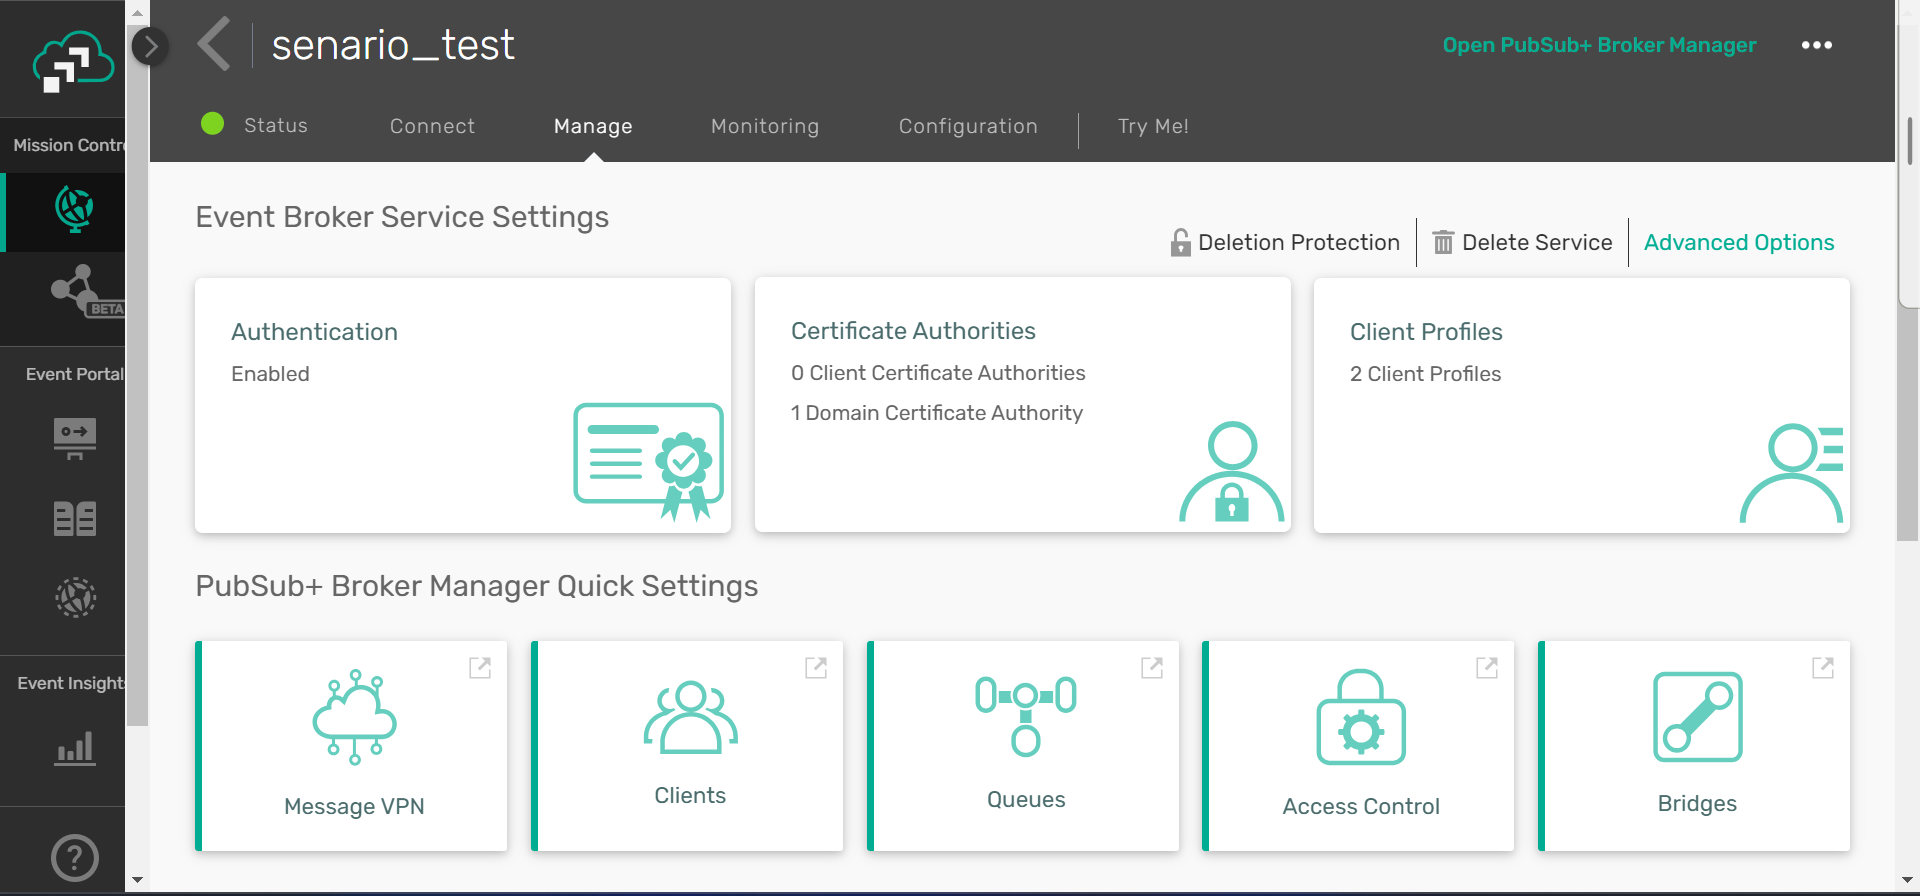 senario_test
Open PubSub+ Broker Manager
Status
Connect
Manage
Monitoring
Configuration
Try Me!
Mission Contro
BETA
Event Portal
Event Insights
Event Broker Service Settings
Deletion Protection
Delete Service
Advanced Options
Authentication
Enabled
Certificate Authorities
0 Client Certificate Authorities
1 Domain Certificate Authority
Client Profiles
2 Client Profiles
PubSub+ Broker Manager Quick Settings
Message VPN
Clients
Queues
Access Control
Bridges